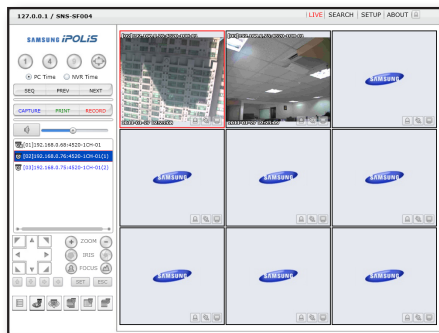 127.0.0.1 / SNS-SF004
LIVE SEARCH SETUP ABOUT
SAMSUNG iPOLiS
1 4
PC Time NVR Time
SEQ PREV NEXT
CAPTURE PRINT RECORD
[01]192.168.0.68:4520-1CH-01
[02]192.168.0.76:4520-1CH-01(1)
[03]192.168.0.75:4520-1CH-01(2)
ZOOM
IRIS
FOCUS
SET ESC
SAMSUNG
SAMSUNG SAMSUNG SAMSUNG
SAMSUNG SAMSUNG SAMSUNG